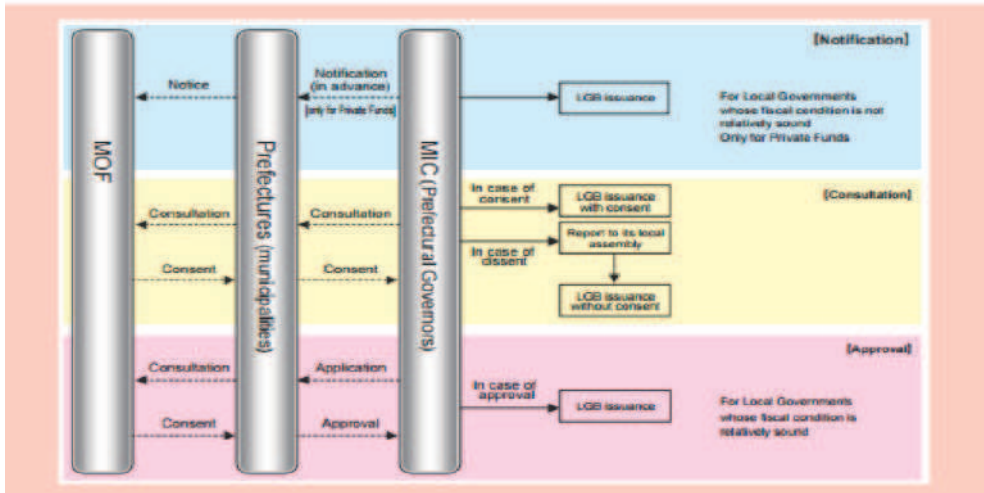 [Notification]
Notice
Notification
(in advance)
[only for Private Funds]
LGB issuance
For Local Governments
whose fiscal condition is not
relatively sound
Only for Private Funds
MOF
Prefectures (municipalities)
MIC (Prefectural Governors)
[Consultation]
Consultation
Consultation
In case of
consent
LGB issuance
with consent
Report to its local
assembly
In case of
dissent
Consent
Consent
LGB issuance
without consent
[Approval]
Consultation
Application
In case of
approval
LGB issuance
For Local Governments
whose fiscal condition is
relatively sound
Consent
Approval